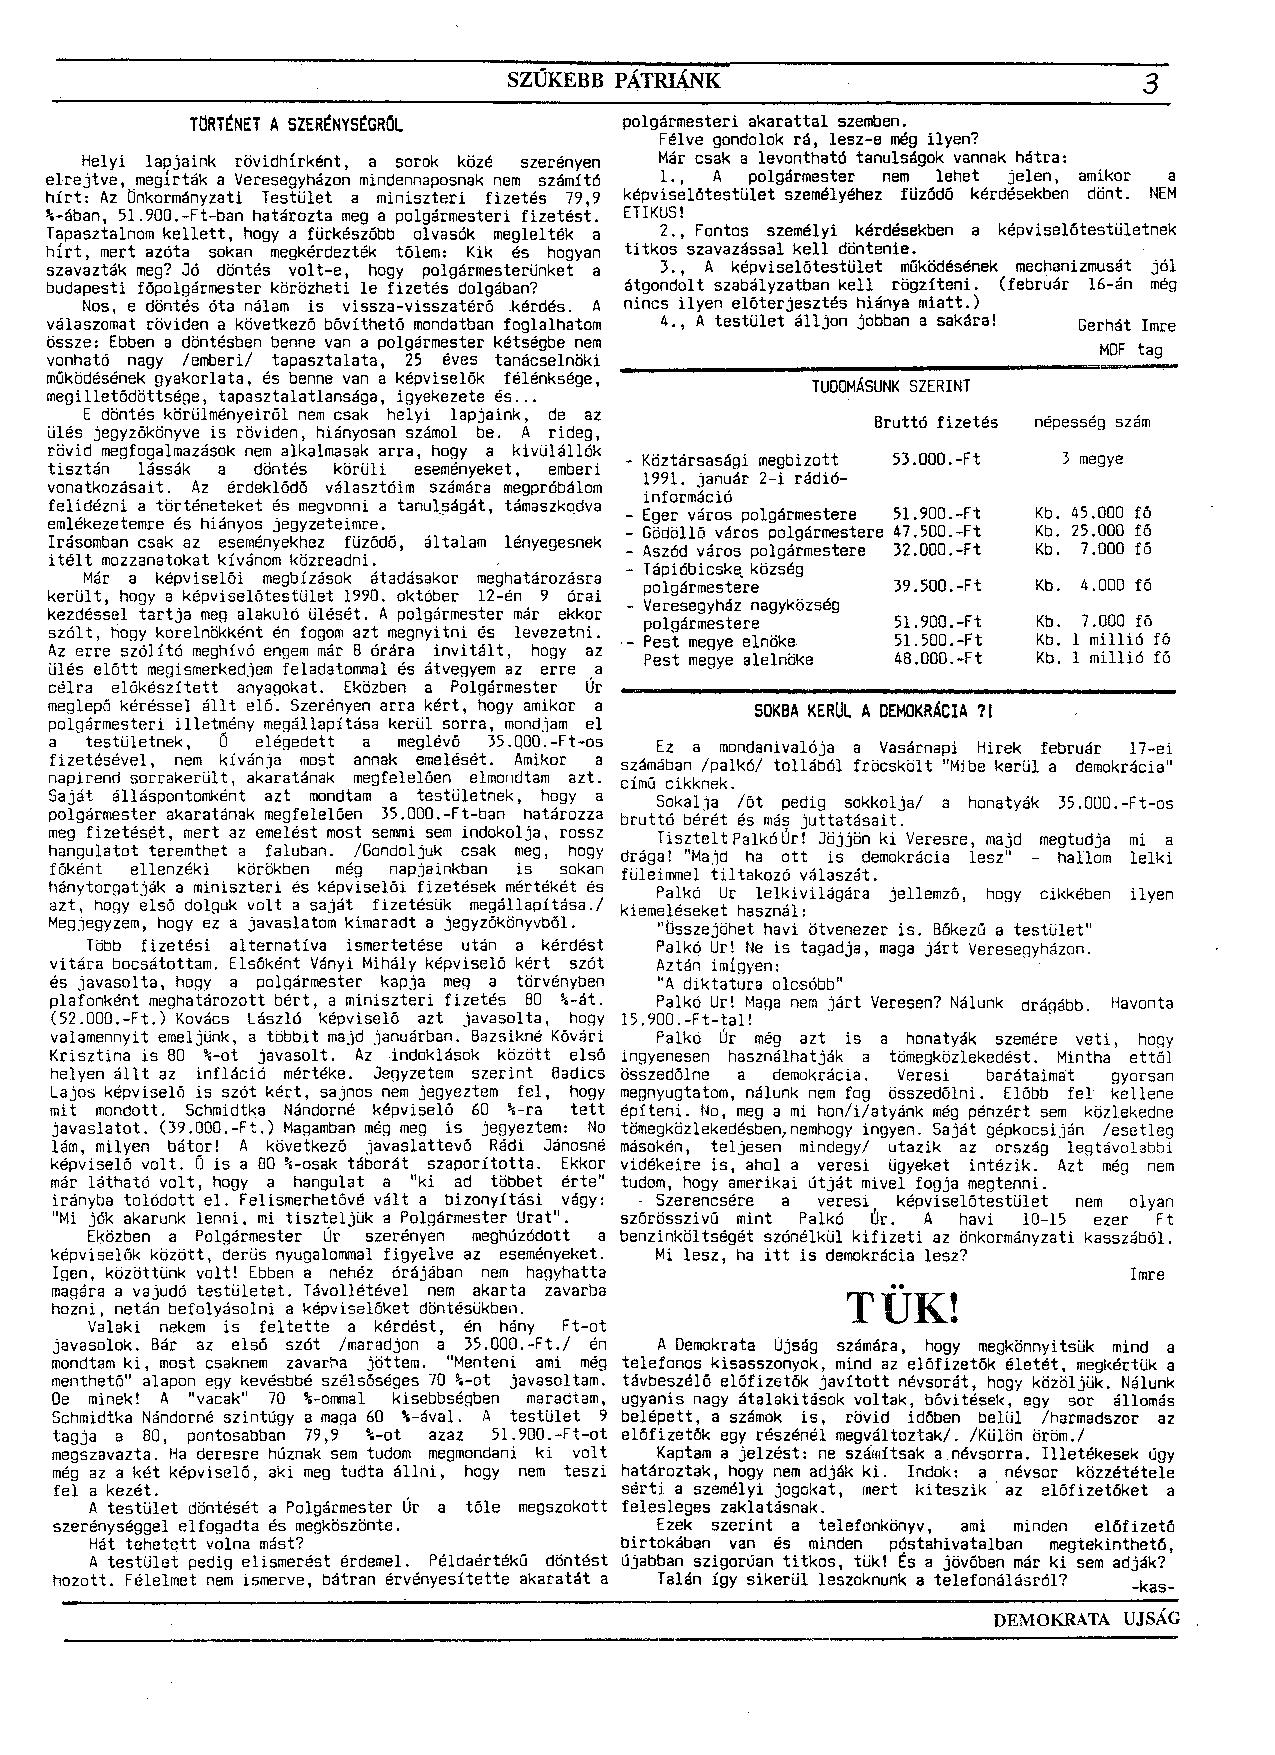 SZŰKEBB PÁTRIÁNK
3
TÖRTÉNET A SZERÉNYSÉGRŐL
Helyi lapjaink rövidhírként, a sorok közé szerényen
elrejtve, megírták a Veresegyházon mindennaposnak nem számító
hírt: Az Önkormányzati Testület a miniszteri fizetés 79,9
%-ában, 51.900.-Ft-ban határozta meg a polgármesteri fizetést.
Tapasztalnom kellett, hogy a fürkészőbb olvasók meglelték a
hírt, mert azóta sokan megkérdezték tőlem: Kik és hogyan
szavazták meg? Jó döntés volt-e, hogy polgármesterünket a
budapesti főpolgármester körözheti le fizetés dolgában?
Nos, e döntés óta nálam is vissza-visszatérő kérdés. A
válaszomat röviden a következő bővíthető mondatban foglalhatom
össze: Ebben a döntésben benne van a polgármester kétségbe nem
vonható nagy /emberi/ tapasztalata, 25 éves tanácselnöki
működésének gyakorlata, és benne van a képviselők félénksége,
megilletődöttsége, tapasztalatlansága, igyekezete és...
E döntés körülményeiről nem csak helyi lapjaink, de az
ülés jegyzőkönyve is röviden, hiányosan számol be. A rideg,
rövid megfogalmazások nem alkalmasak arra, hogy a kívülállók
tisztán lássák a döntés körüli eseményeket, emberi
vonatkozásait. Az érdeklődő választóim számára megpróbálom
felidézni a történeteket és megvonni a tanulságát, támaszkodva
emlékezetemre és hiányos jegyzeteimre.
Irásomban csak az eseményekhez fűződő, általam lényegesnek
ítélt mozzanatokat kívánom közreadni.
Már a képviselői megbízások átadásakor meghatározásra
került, hogy a képviselőtestület 1990. október 12-én 9 órai
kezdéssel tartja meg alakuló ülését. A polgármester már ekkor
szólt, hogy korelnökként én fogom azt megnyitni és levezetni.
Az erre szólító meghívó engem már 8 órára invitált, hogy az
ülés előtt megismerkedjem feladatommal és átvegyem az erre a
célra előkészített anyagokat. Eközben a Polgármester Úr
meglepő kéréssel állt elő. Szerényen arra kért, hogy amikor a
polgármesteri illetmény megállapítása kerül sorra, mondjam el
a testületnek, Ő elégedett a meglévő 35.000.-Ft-os
fizetésével, nem kívánja most annak emelését. Amikor a
napirend sorrakerült, akaratának megfelelően elmondtam azt.
Saját álláspontomként azt mondtam a testületnek, hogy a
polgármester akaratának megfelelően 35.000.-Ft-ban határozza
meg fizetését, mert az emelést most semmi sem indokolja, rossz
hangulatot teremthet a faluban. /Gondoljuk csak meg, hogy
főként ellenzéki körökben még napjainkban is sokan
hánytorgatják a miniszteri és képviselői fizetések mértékét és
azt, hogy első dolguk volt a saját fizetésük megállapítása./
Megjegyzem, hogy ez a javaslatom kimaradt a jegyzőkönyvből.
Több fizetési alternatíva ismertetése után a kérdést
vitára bocsátottam. Elsőként Ványi Mihály képviselő kért szót
és javasolta, hogy a polgármester kapja meg a törvényben
plafonként meghatározott bért, a miniszteri fizetés 80 %-át.
(52.000.-Ft.) Kovács László képviselő azt javasolta, hogy
valamennyit emeljünk, a többit majd januárban. Bazsikné Kővári
Krisztina is 80 %-ot javasolt. Az indoklások között első
helyen állt az infláció mértéke. Jegyzetem szerint Badics
Lajos képviselő is szót kért, sajnos nem jegyeztem fel, hogy
mit mondott. Schmidtka Nándorné képviselő 60 %-ra tett
javaslatot. (39.000.-Ft.) Magamban még meg is jegyeztem: No
lám, milyen bátor! A következő javaslattevő Rádi Jánosné
képviselő volt. Ő is a 80 %-osak táborát szaporította. Ekkor
már látható volt, hogy a hangulat a "ki ad többet érte"
irányba tolódott el. Felismerhetővé vált a bizonyítási vágy:
"Mi jók akarunk lenni, mi tiszteljük a Polgármester Urat".
Eközben a Polgármester Úr szerényen meghúzódott a
képviselők között, derüs nyugalommal figyelve az eseményeket.
Igen, közöttünk volt! Ebben a nehéz órájában nem hagyhatta
magára a vajudó testületet. Távollétével nem akarta zavarba
hozni, netán befolyásolni a képviselőket döntésükben.
Valaki nekem is feltette a kérdést, én hány Ft-ot
javasolok. Bár az első szót /maradjon a 35.000.-Ft./ én
mondtam ki, most csaknem zavarba jöttem. "Menteni ami még
menthető" alapon egy kevésbbé szélsőséges 70 %-ot javasoltam.
De minek! A "vacak" 70 %-ommal kisebbségben maradtam,
Schmidtka Nándorné szintúgy a maga 60 %-ával. A testület 9
tagja a 80, pontosabban 79,9 %-ot azaz 51.900.-Ft-ot
megszavazta. Ha deresre húznak sem tudom megmondani ki volt
még az a két képviselő, aki meg tudta állni, hogy nem teszi
fel a kezét.
A testület döntését a Polgármester Úr a tőle megszokott
szerénységgel elfogadta és megköszönte.
Hát tehetett volna mást?
A testület pedig elismerést érdemel. Példaértékű döntést
hozott. Félelmet nem ismerve, bátran érvényesítette akaratát a
polgármesteri akarattal szemben.
Félve gondolok rá, lesz-e még ilyen?
Már csak a levontható tanulságok vannak hátra:
1., A polgármester nem lehet jelen, amikor a
képviselőtestület személyéhez fűződő kérdésekben dönt. NEM
ETIKUS!
2., Fontos személyi kérdésekben a képviselőtestületnek
titkos szavazással kell döntenie.
3., A képviselőtestület működésének mechanizmusát jól
átgondolt szabályzatban kell rögzíteni. (február 16-án még
nincs ilyen előterjesztés hiánya miatt.)
4., A testület álljon jobban a sakára!
Gerhát Imre
MDF tag
TUDOMÁSUNK SZERINT
Bruttó fizetés népesség szám
- Köztársasági megbizott 53.000.-Ft 3 megye
1991. január 2-i rádió-
információ
- Eger város polgármestere 51.900.-Ft Kb. 45.000 fő
- Gödöllő város polgármestere 47.500.-Ft Kb. 25.000 fő
- Aszód város polgármestere 32.000.-Ft Kb. 7.000 fő
- Tápióbicske község
polgármestere 39.500.-Ft Kb. 4.000 fő
- Veresegyház nagyközség
polgármestere 51.900.-Ft Kb. 7.000 fő
- Pest megye elnöke 51.500.-Ft Kb. 1 millió fő
Pest megye alelnöke 48.000.-Ft Kb. 1 millió fő
SOKBA KERÜL A DEMOKRÁCIA ?!
Ez a mondanivalója a Vasárnapi Hirek február 17-ei
számában /palkó/ tollából fröcskölt "Mibe kerül a demokrácia"
című cikknek.
Sokalja /őt pedig sokkolja/ a honatyák 35.000.-Ft-os
bruttó bérét és más juttatásait.
Tisztelt Palkó Úr! Jöjjön ki Veresre, majd megtudja mi a
drága! "Majd ha ott is demokrácia lesz" - hallom lelki
füleimmel tiltakozó válaszát.
Palkó Ur lelkivilágára jellemző, hogy cikkében ilyen
kiemeléseket használ:
"Összejöhet havi ötvenezer is. Bőkezű a testület"
Palkó Ur! Ne is tagadja, maga járt Veresegyházon.
Aztán imígyen:
"A diktatura olcsóbb"
Palkó Ur! Maga nem járt Veresen? Nálunk drágább. Havonta
15.900.-Ft-tal!
Palkó Úr még azt is a honatyák szemére veti, hogy
ingyenesen használhatják a tömegközlekedést. Mintha ettől
összedőlne a demokrácia. Veresi barátaimat gyorsan
megnyugtatom, nálunk nem fog összedőlni. Előbb fel kellene
építeni. No, meg a mi hon/i/atyánk még pénzért sem közlekedne
tömegközlekedésben, nemhogy ingyen. Saját gépkocsiján /esetleg
másokén, teljesen mindegy/ utazik az ország legtávolabbi
vidékeire is, ahol a veresi ügyeket intézik. Azt még nem
tudom, hogy amerikai útját mivel fogja megtenni.
Szerencsére a veresi képviselőtestület nem olyan
szőrösszivű mint Palkó Úr. A havi 10-15 ezer Ft
benzinköltségét szónélkül kifizeti az önkormányzati kasszából.
Mi lesz, ha itt is demokrácia lesz?
Imre
TÜK!
A Demokrata Ujság számára, hogy megkönnyitsük mind a
telefonos kisasszonyok, mind az előfizetők életét, megkértük a
távbeszélő előfizetők javított névsorát, hogy közöljük. Nálunk
ugyanis nagy átalakitások voltak, bővitések, egy sor állomás
belépett, a számok is, rövid időben belül /harmadszor az
előfizetők egy részénél megváltoztak/. /Külön öröm./
Kaptam a jelzést: ne számítsak a névsorra. Illetékesek úgy
határoztak, hogy nem adják ki. Indok: a névsor közzététele
sérti a személyi jogokat, mert kiteszik az előfizetőket a
felesleges zaklatásnak.
Ezek szerint a telefonkönyv, ami minden előfizető
birtokában van és minden póstahivatalban megtekinthető,
újabban szigorúan titkos, tük! És a jövőben már ki sem adják?
Talán így sikerül leszoknunk a telefonálásról?
-kas-
DEMOKRATA UJSÁG